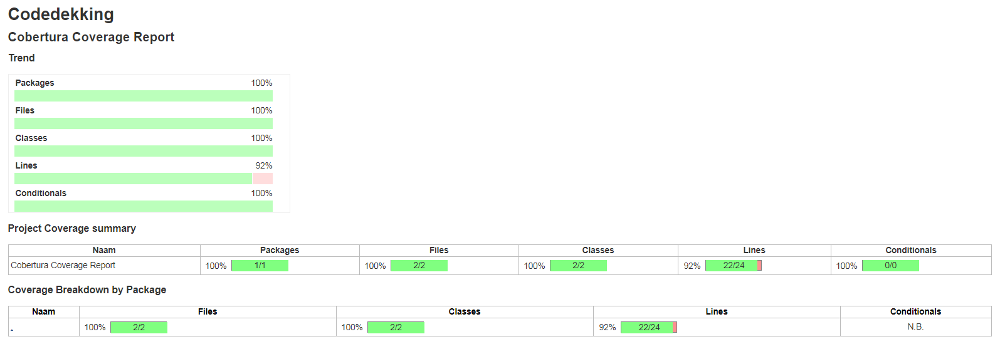 Codedekking
Cobertura Coverage Report
Trend
Packages 100%
Files 100%
Classes 100%
Lines 92%
Conditionals 100%
Project Coverage summary
Naam Packages Files Classes Lines Conditionals
Cobertura Coverage Report 100% 1/1 100% 2/2 100% 2/2 92% 22/24 100% 0/0
Coverage Breakdown by Package
Naam Files Classes Lines Conditionals
. 100% 2/2 100% 2/2 92% 22/24 N.B.